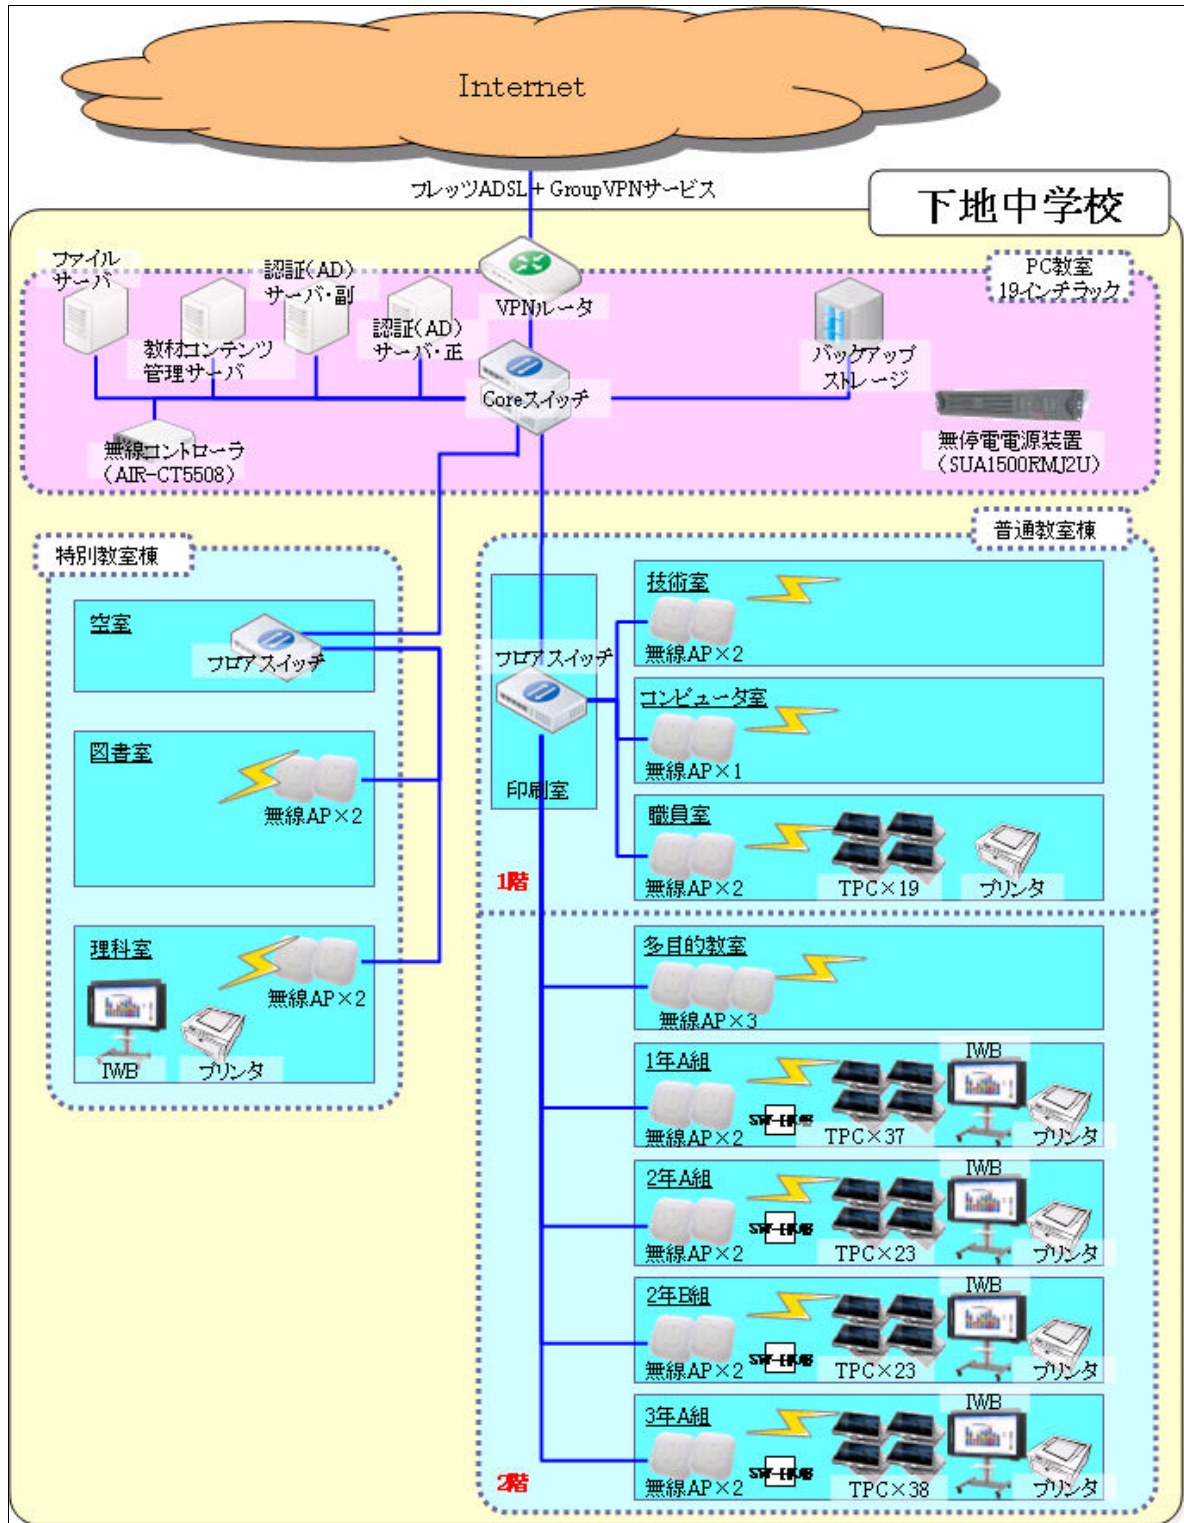 Internet
フレッツADSL + GroupVPNサービス
下地中学校
PC教室
19インチラック
ファイル
サーバ
教材コンテンツ
管理サーバ
認証(AD)
サーバ・副
認証(AD)
サーバ・正
VPNルータ
Coreスイッチ
バックアップ
ストレージ
無線コントローラ
(AIR-CT5508)
無停電電源装置
(SUA1500RMJ2U)
特別教室棟
空室
フロアスイッチ
図書室
無線AP×2
理科室
無線AP×2
IWB
プリンタ
普通教室棟
フロアスイッチ
印刷室
1階
技術室
無線AP×2
コンピュータ室
無線AP×1
職員室
無線AP×2
TPC×19
プリンタ
多目的教室
無線AP×3
1年A組
無線AP×2
TPC×37
IWB
プリンタ
2年A組
無線AP×2
TPC×23
IWB
プリンタ
2年B組
無線AP×2
TPC×23
IWB
プリンタ
3年A組
無線AP×2
TPC×38
IWB
プリンタ
2階